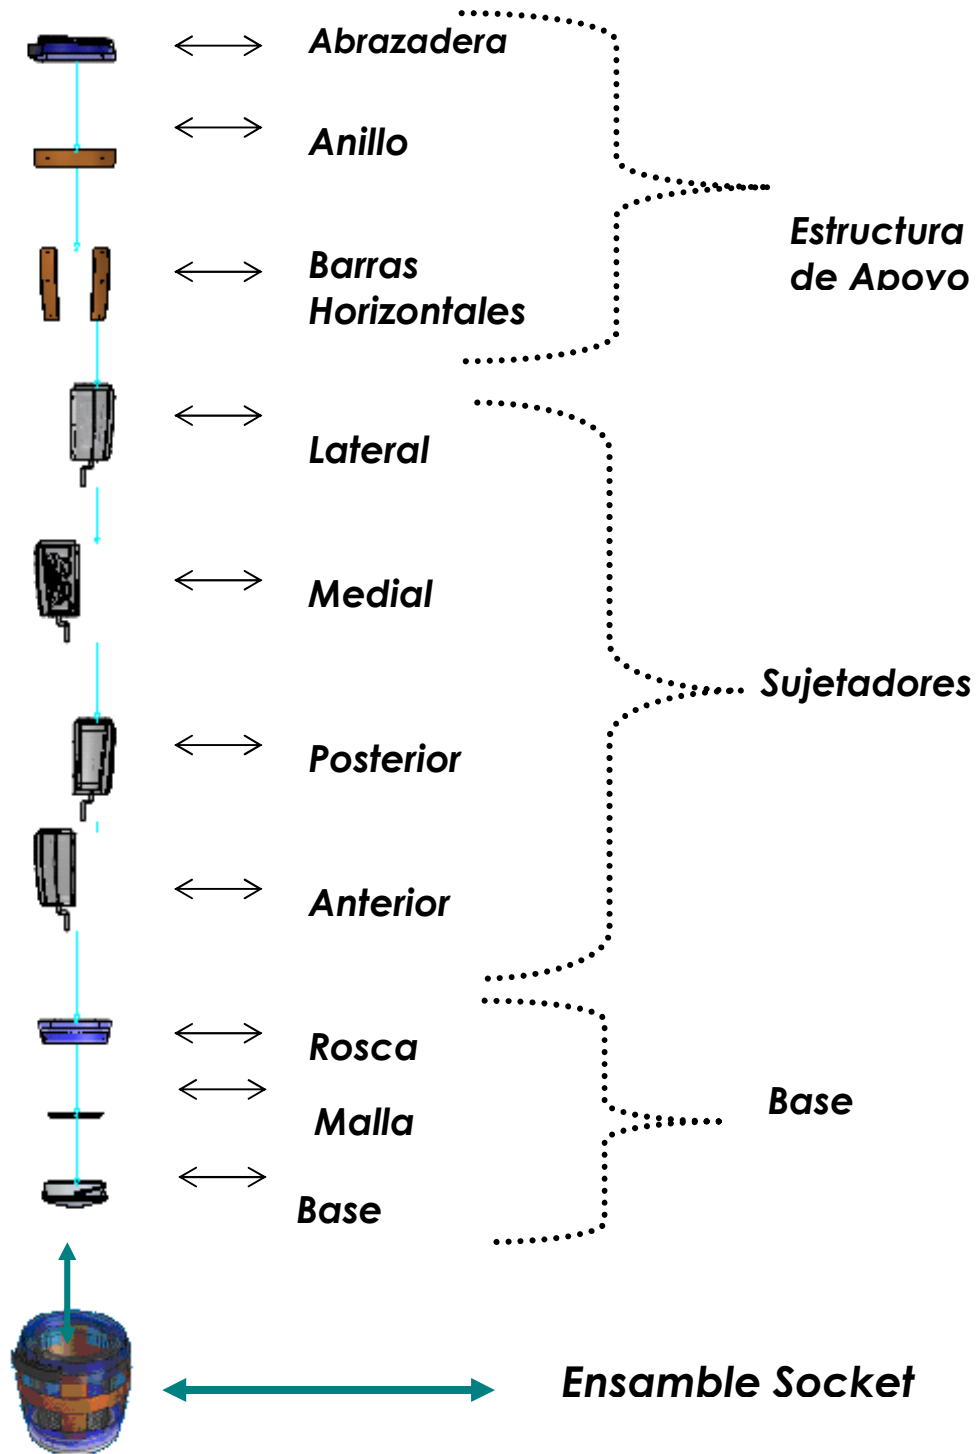 Abrazadera
Anillo
Estructura
de Apoyo
Barras
Horizontales
Lateral
Medial
Sujetadores
Posterior
Anterior
Rosca
Base
Malla
Base
Ensamble Socket